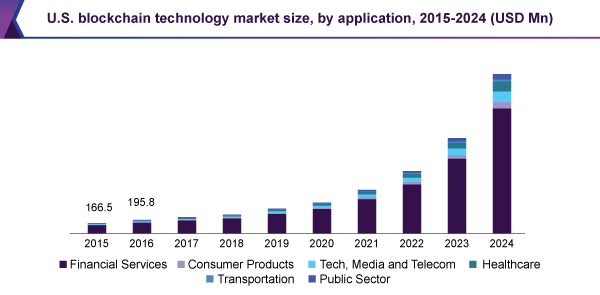 U.S. blockchain technology market size, by application, 2015-2024 (USD Mn)
166.5 195.8
2015 2016 2017 2018 2019 2020 2021 2022 2023 2024
Financial Services Consumer Products Tech, Media and Telecom Healthcare
Transportation Public Sector